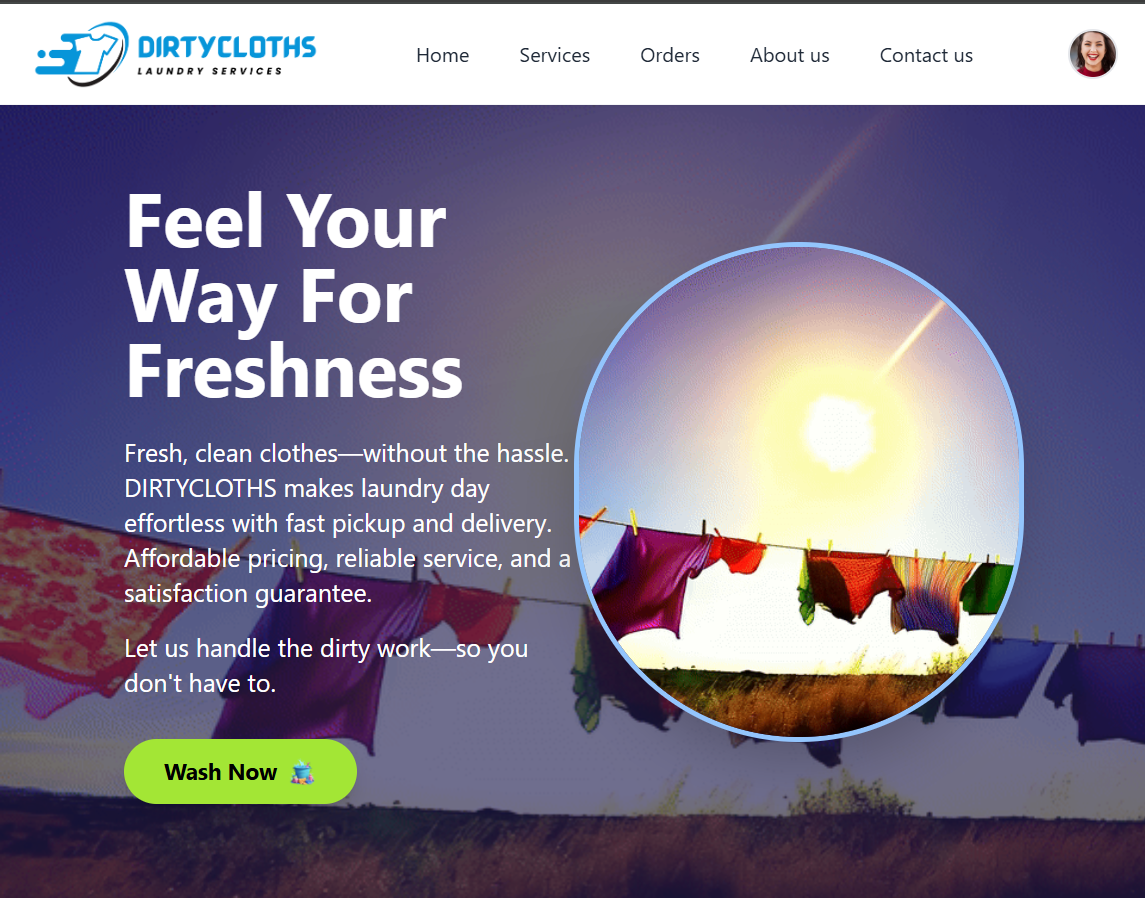 DIRTYCLOTHS
LAUNDRY SERVICES
Home Services Orders About us Contact us
Feel Your
Way For
Freshness
Fresh, clean clothes—without the hassle.
DIRTYCLOTHS makes laundry day
effortless with fast pickup and delivery.
Affordable pricing, reliable service, and a
satisfaction guarantee.
Let us handle the dirty work—so you
don't have to.
Wash Now